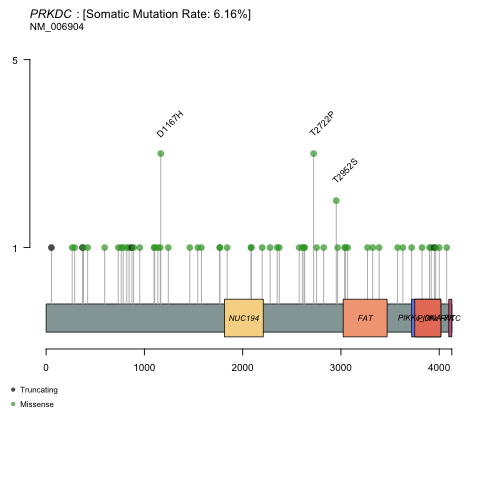 PRKDC : [Somatic Mutation Rate: 6.16%]
NM_006904
5
D1167H
T2722P
T2952S
1
NUC194
FAT
0
1000
2000
3000
4000
Truncating
Missense